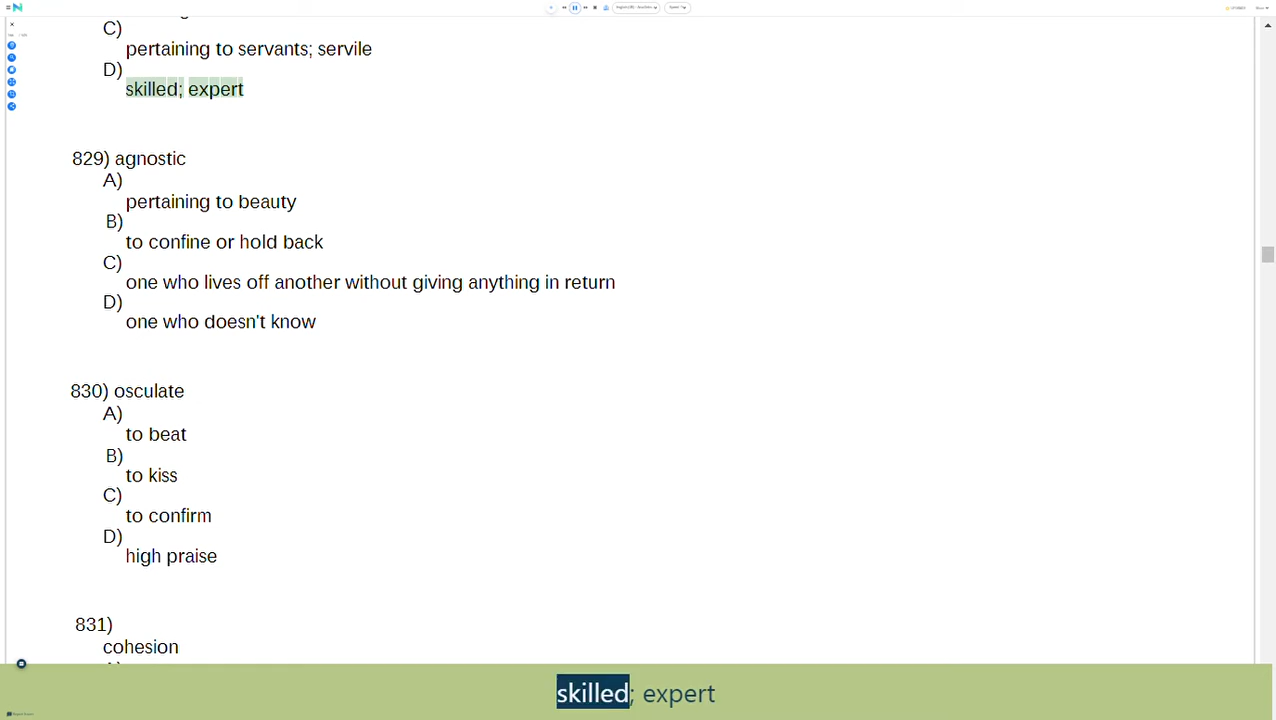 C)
pertaining to servants; servile
D)
skilled; expert
829) agnostic
A)
pertaining to beauty
B)
to confine or hold back
C)
one who lives off another without giving anything in return
D)
one who doesn't know
830) osculate
A)
to beat
B)
to kiss
C)
to confirm
D)
high praise
831)
cohesion
skilled; expert